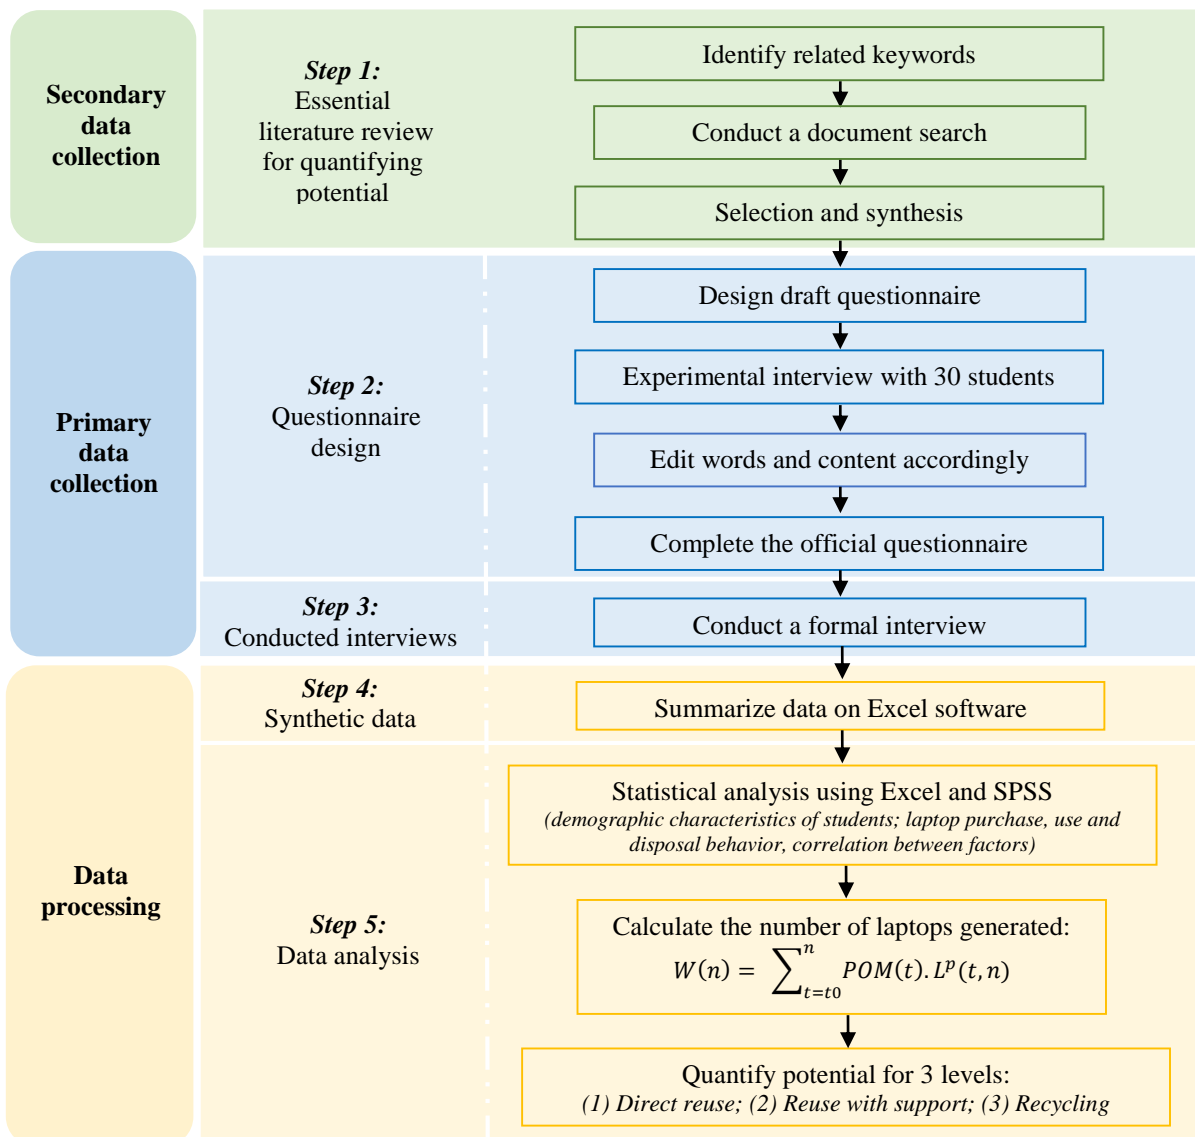 Secondary
data
collection
Step 1:
Essential
literature review
for quantifying
potential
Identify related keywords
Conduct a document search
Selection and synthesis
Primary
data
collection
Step 2:
Questionnaire
design
Design draft questionnaire
Experimental interview with 30 students
Edit words and content accordingly
Complete the official questionnaire
Step 3:
Conducted interviews
Conduct a formal interview
Data
processing
Step 4:
Synthetic data
Summarize data on Excel software
Step 5:
Data analysis
Statistical analysis using Excel and SPSS
(demographic characteristics of students; laptop purchase, use and
disposal behavior, correlation between factors)
Calculate the number of laptops generated:
W(n) = ∑_{t=t0}^{n} POM(t). L^p(t, n)
Quantify potential for 3 levels:
(1) Direct reuse; (2) Reuse with support; (3) Recycling